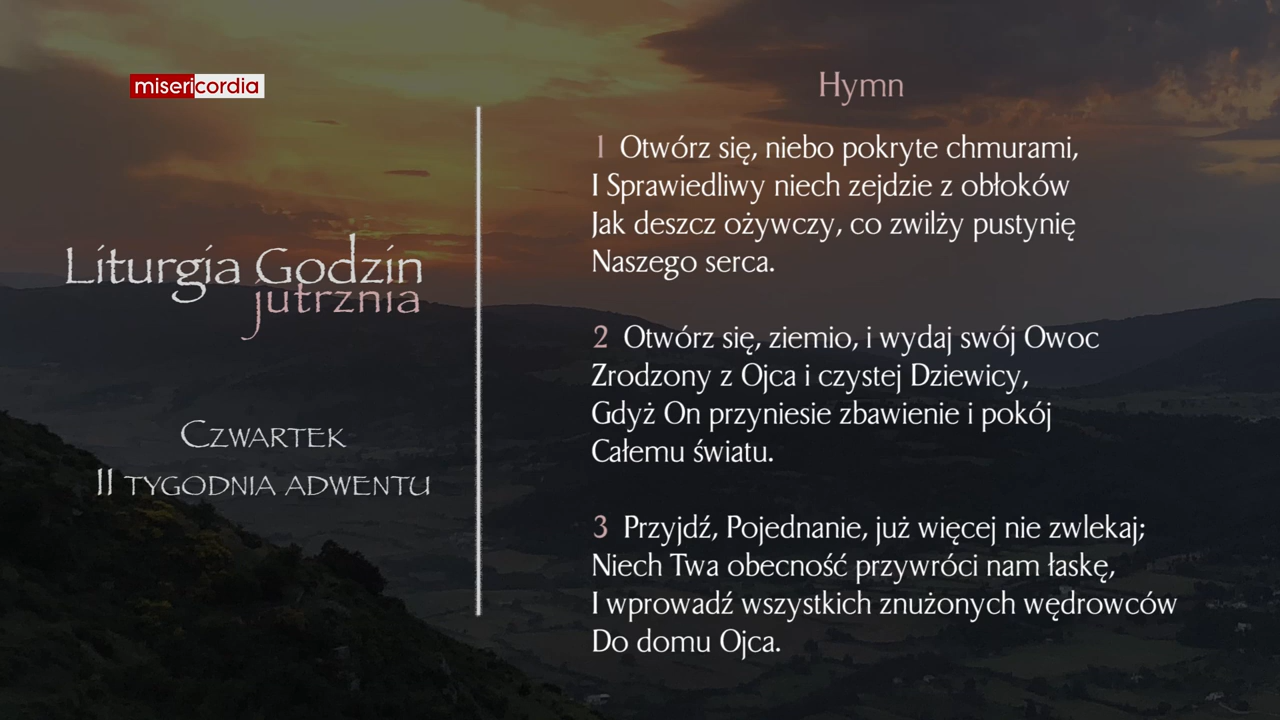 misericordia
Liturgia Godzin
jutrznia
Czwartek
II tygodnia adwentu
Hymn
1 Otwórz się, niebo pokryte chmurami,
I Sprawiedliwy niech zejdzie z obłoków
Jak deszcz ożywczy, co zwilży pustynię
Naszego serca.
2 Otwórz się, ziemio, i wydaj swój Owoc
Zrodzony z Ojca i czystej Dziewicy,
Gdyż On przyniesie zbawienie i pokój
Całemu światu.
3 Przyjdź, Pojednanie, już więcej nie zwlekaj;
Niech Twa obecność przywróci nam łaskę,
I wprowadź wszystkich znużonych wędrowców
Do domu Ojca.